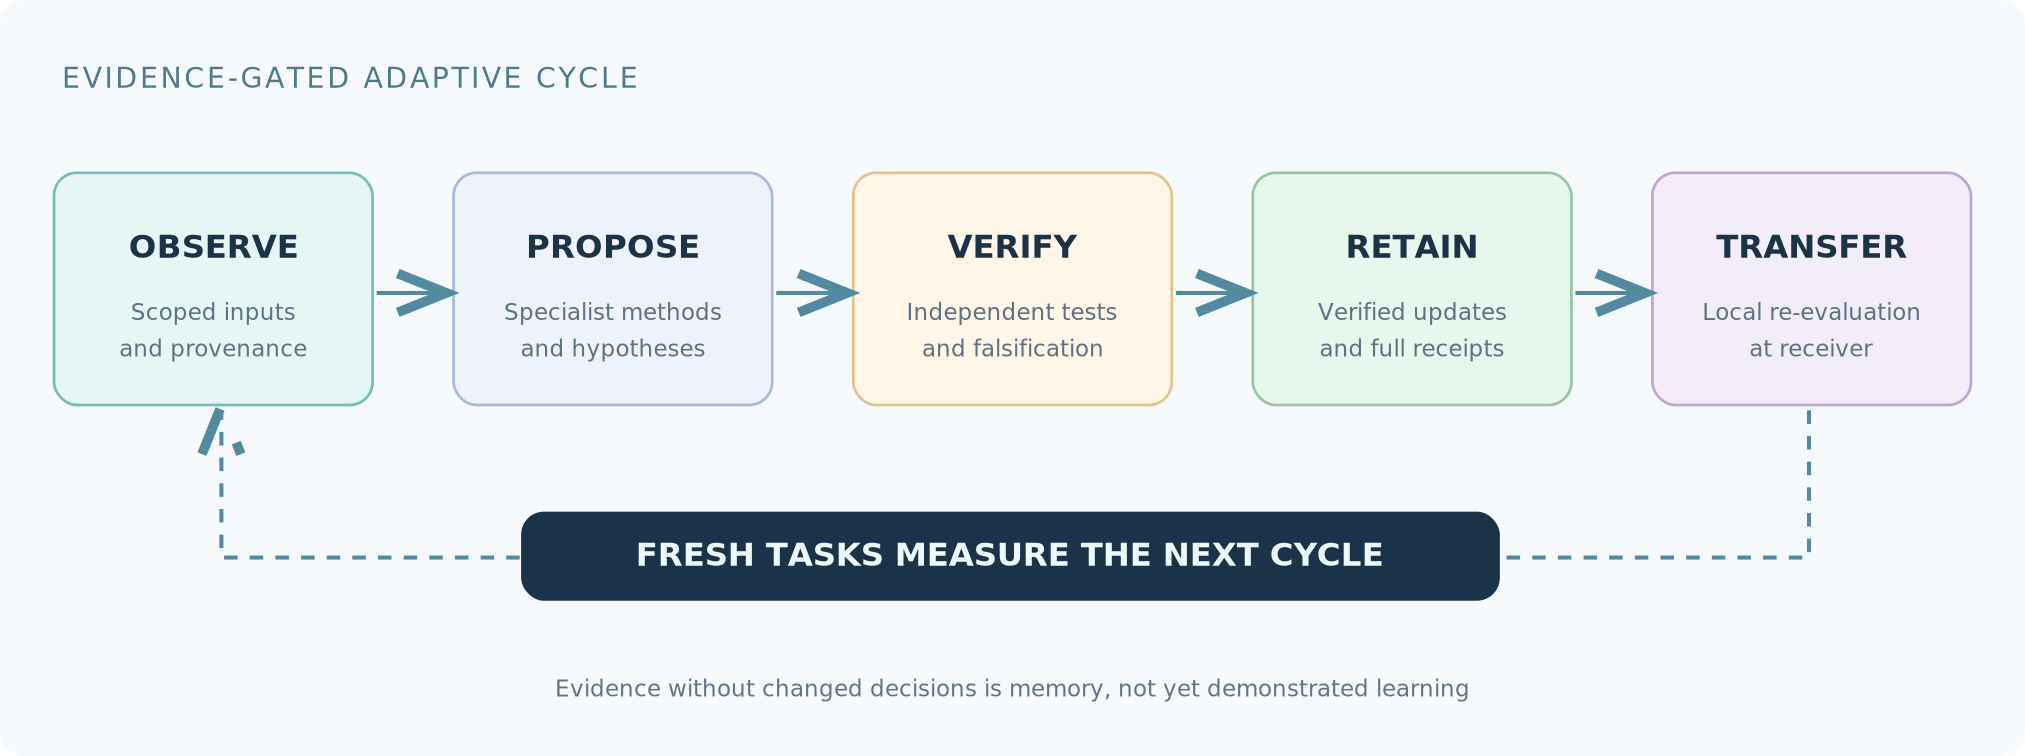 EVIDENCE-GATED ADAPTIVE CYCLE
OBSERVE
Scoped inputs
and provenance
PROPOSE
Specialist methods
and hypotheses
VERIFY
Independent tests
and falsification
RETAIN
Verified updates
and full receipts
TRANSFER
Local re-evaluation
at receiver
FRESH TASKS MEASURE THE NEXT CYCLE
Evidence without changed decisions is memory, not yet demonstrated learning